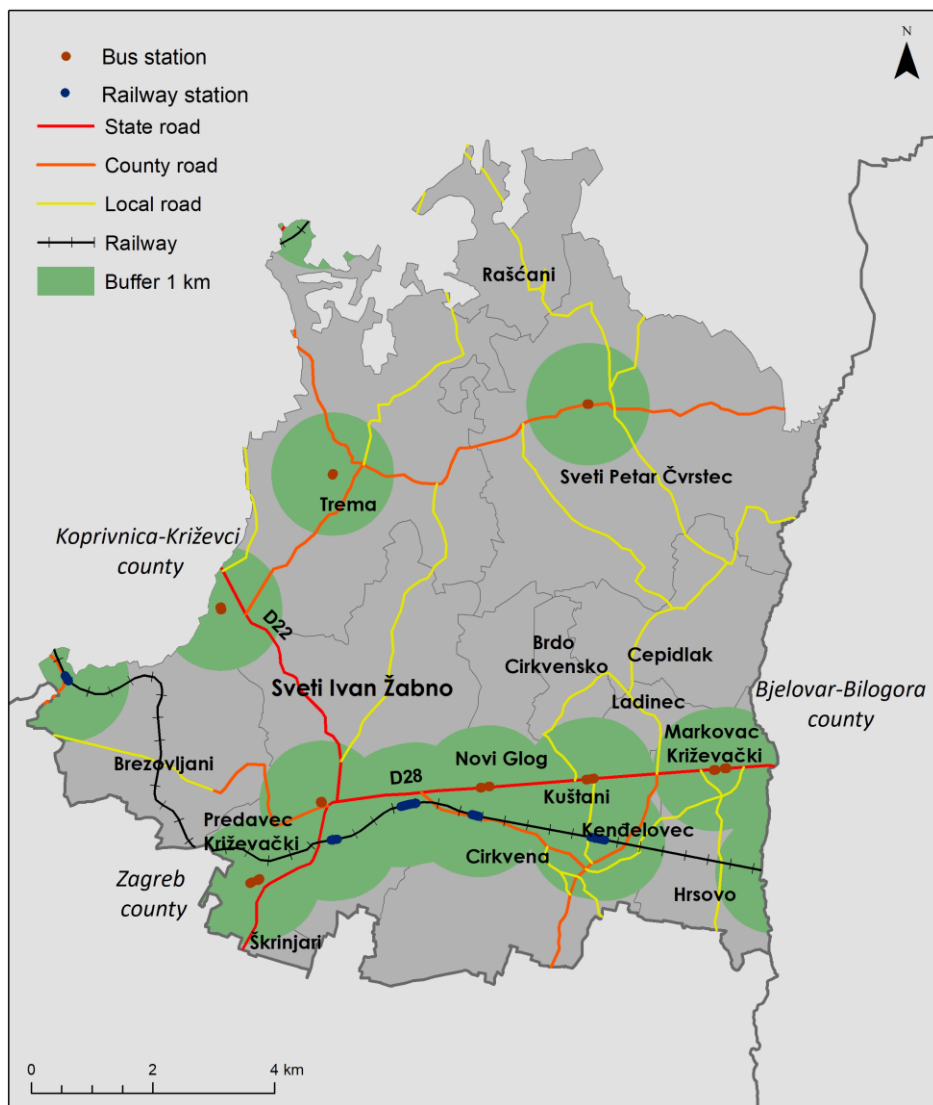 N
Bus station
Railway station
State road
County road
Local road
Railway
Buffer 1 km
Rašćani
Sveti Petar Čvrstec
Trema
Koprivnica-Križevci
county
D22
Brdo
Cirkvensko
Cepidlak
Sveti Ivan Žabno
Ladinec
Bjelovar-Bilogora
county
Markovac
Križevački
Brezovljani
Novi Glog
D28
Kuštani
Predavec
Križevački
Kenđelovec
Cirkvena
Zagreb
county
Hrsovo
Škrinjari
0
2
4 km